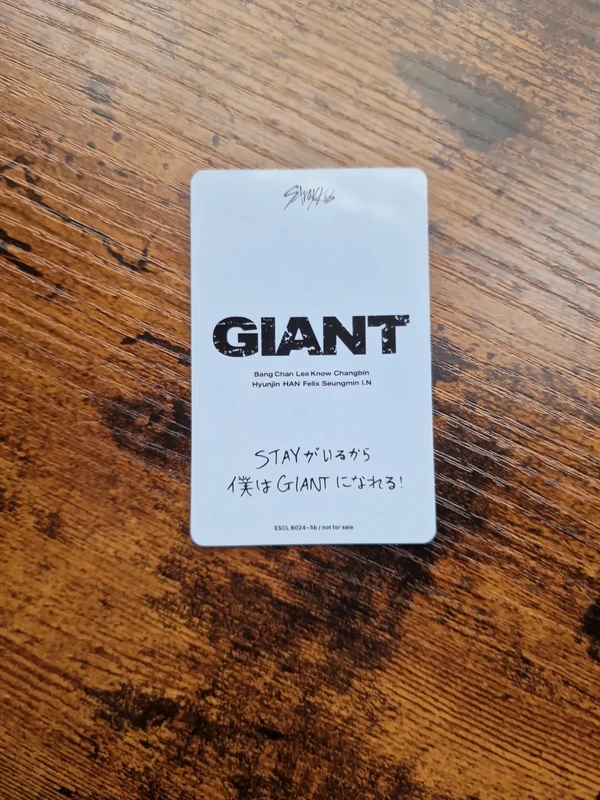 Stray Kids
GIANT
Bang Chan Lee Know Changbin
Hyunjin HAN Felix Seungmin I.N
STAYがいるから
僕はGIANTになれる!
ESCL 6024~5b / not for sale